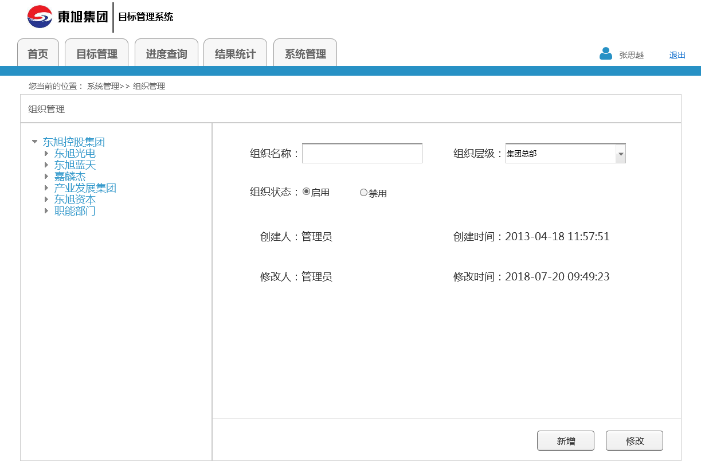 東旭集团 目标管理系统
首页 目标管理 进度查询 结果统计 系统管理 张思越 退出
您当前的位置： 系统管理>> 组织管理
组织管理
东旭控股集团
东旭光电
东旭蓝天
嘉麟杰
产业发展集团
东旭资本
职能部门
组织名称： 组织层级： 集团总部
组织状态： 启用 禁用
创建人：管理员 创建时间：2013-04-18 11:57:51
修改人：管理员 修改时间：2018-07-20 09:49:23
新增 修改